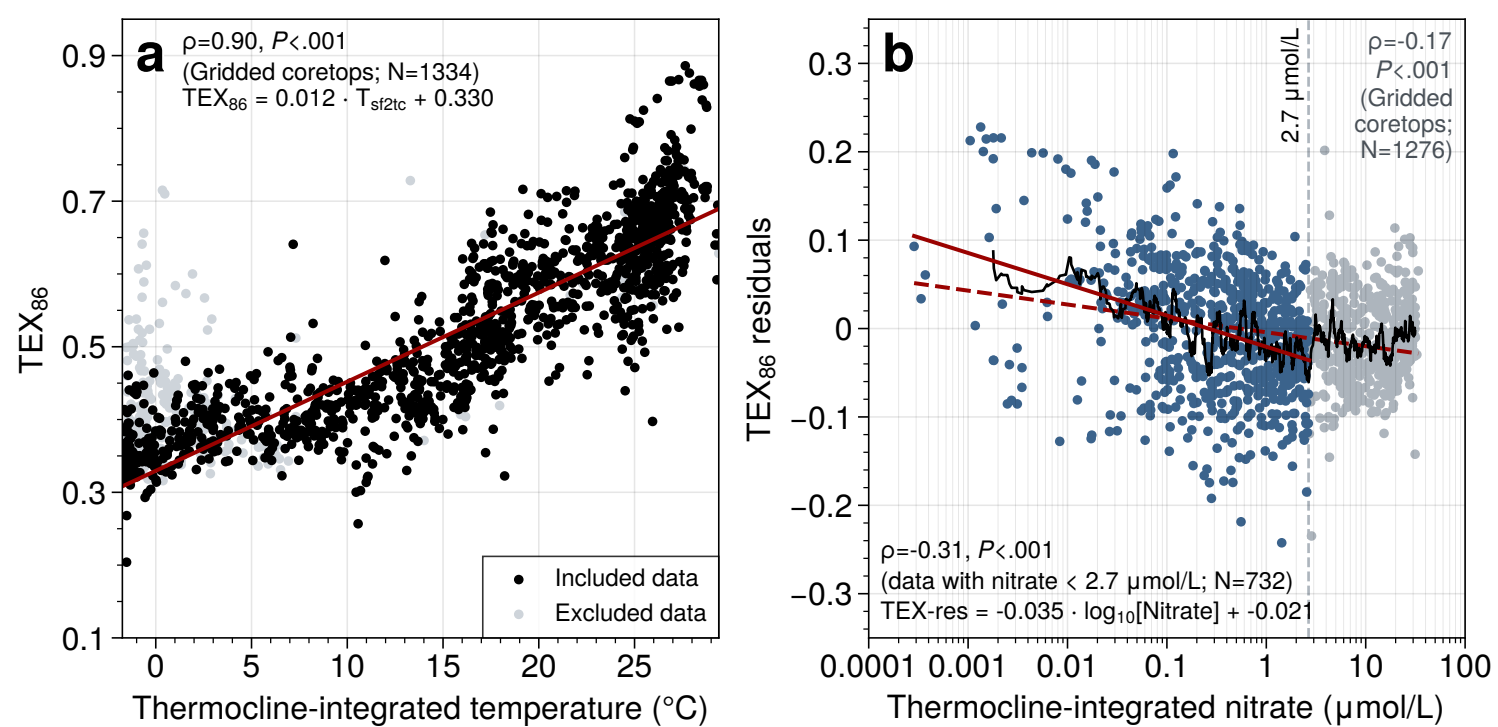 a
ρ=0.90, P<.001
(Gridded coretops; N=1334)
TEX₈₆ = 0.012 · Tsf2tc + 0.330
0.9
0.7
0.5
0.3
0.1
TEX₈₆
Included data
Excluded data
0
5
10
15
20
25
Thermocline-integrated temperature (°C)
b
2.7 μmol/L
ρ=-0.17
P<.001
(Gridded
coretops;
N=1276)
0.3
0.2
0.1
0
−0.1
−0.2
−0.3
TEX₈₆ residuals
ρ=-0.31, P<.001
(data with nitrate < 2.7 μmol/L; N=732)
TEX-res = -0.035 · log₁₀[Nitrate] + -0.021
0.0001
0.001
0.01
0.1
1
10
100
Thermocline-integrated nitrate (μmol/L)